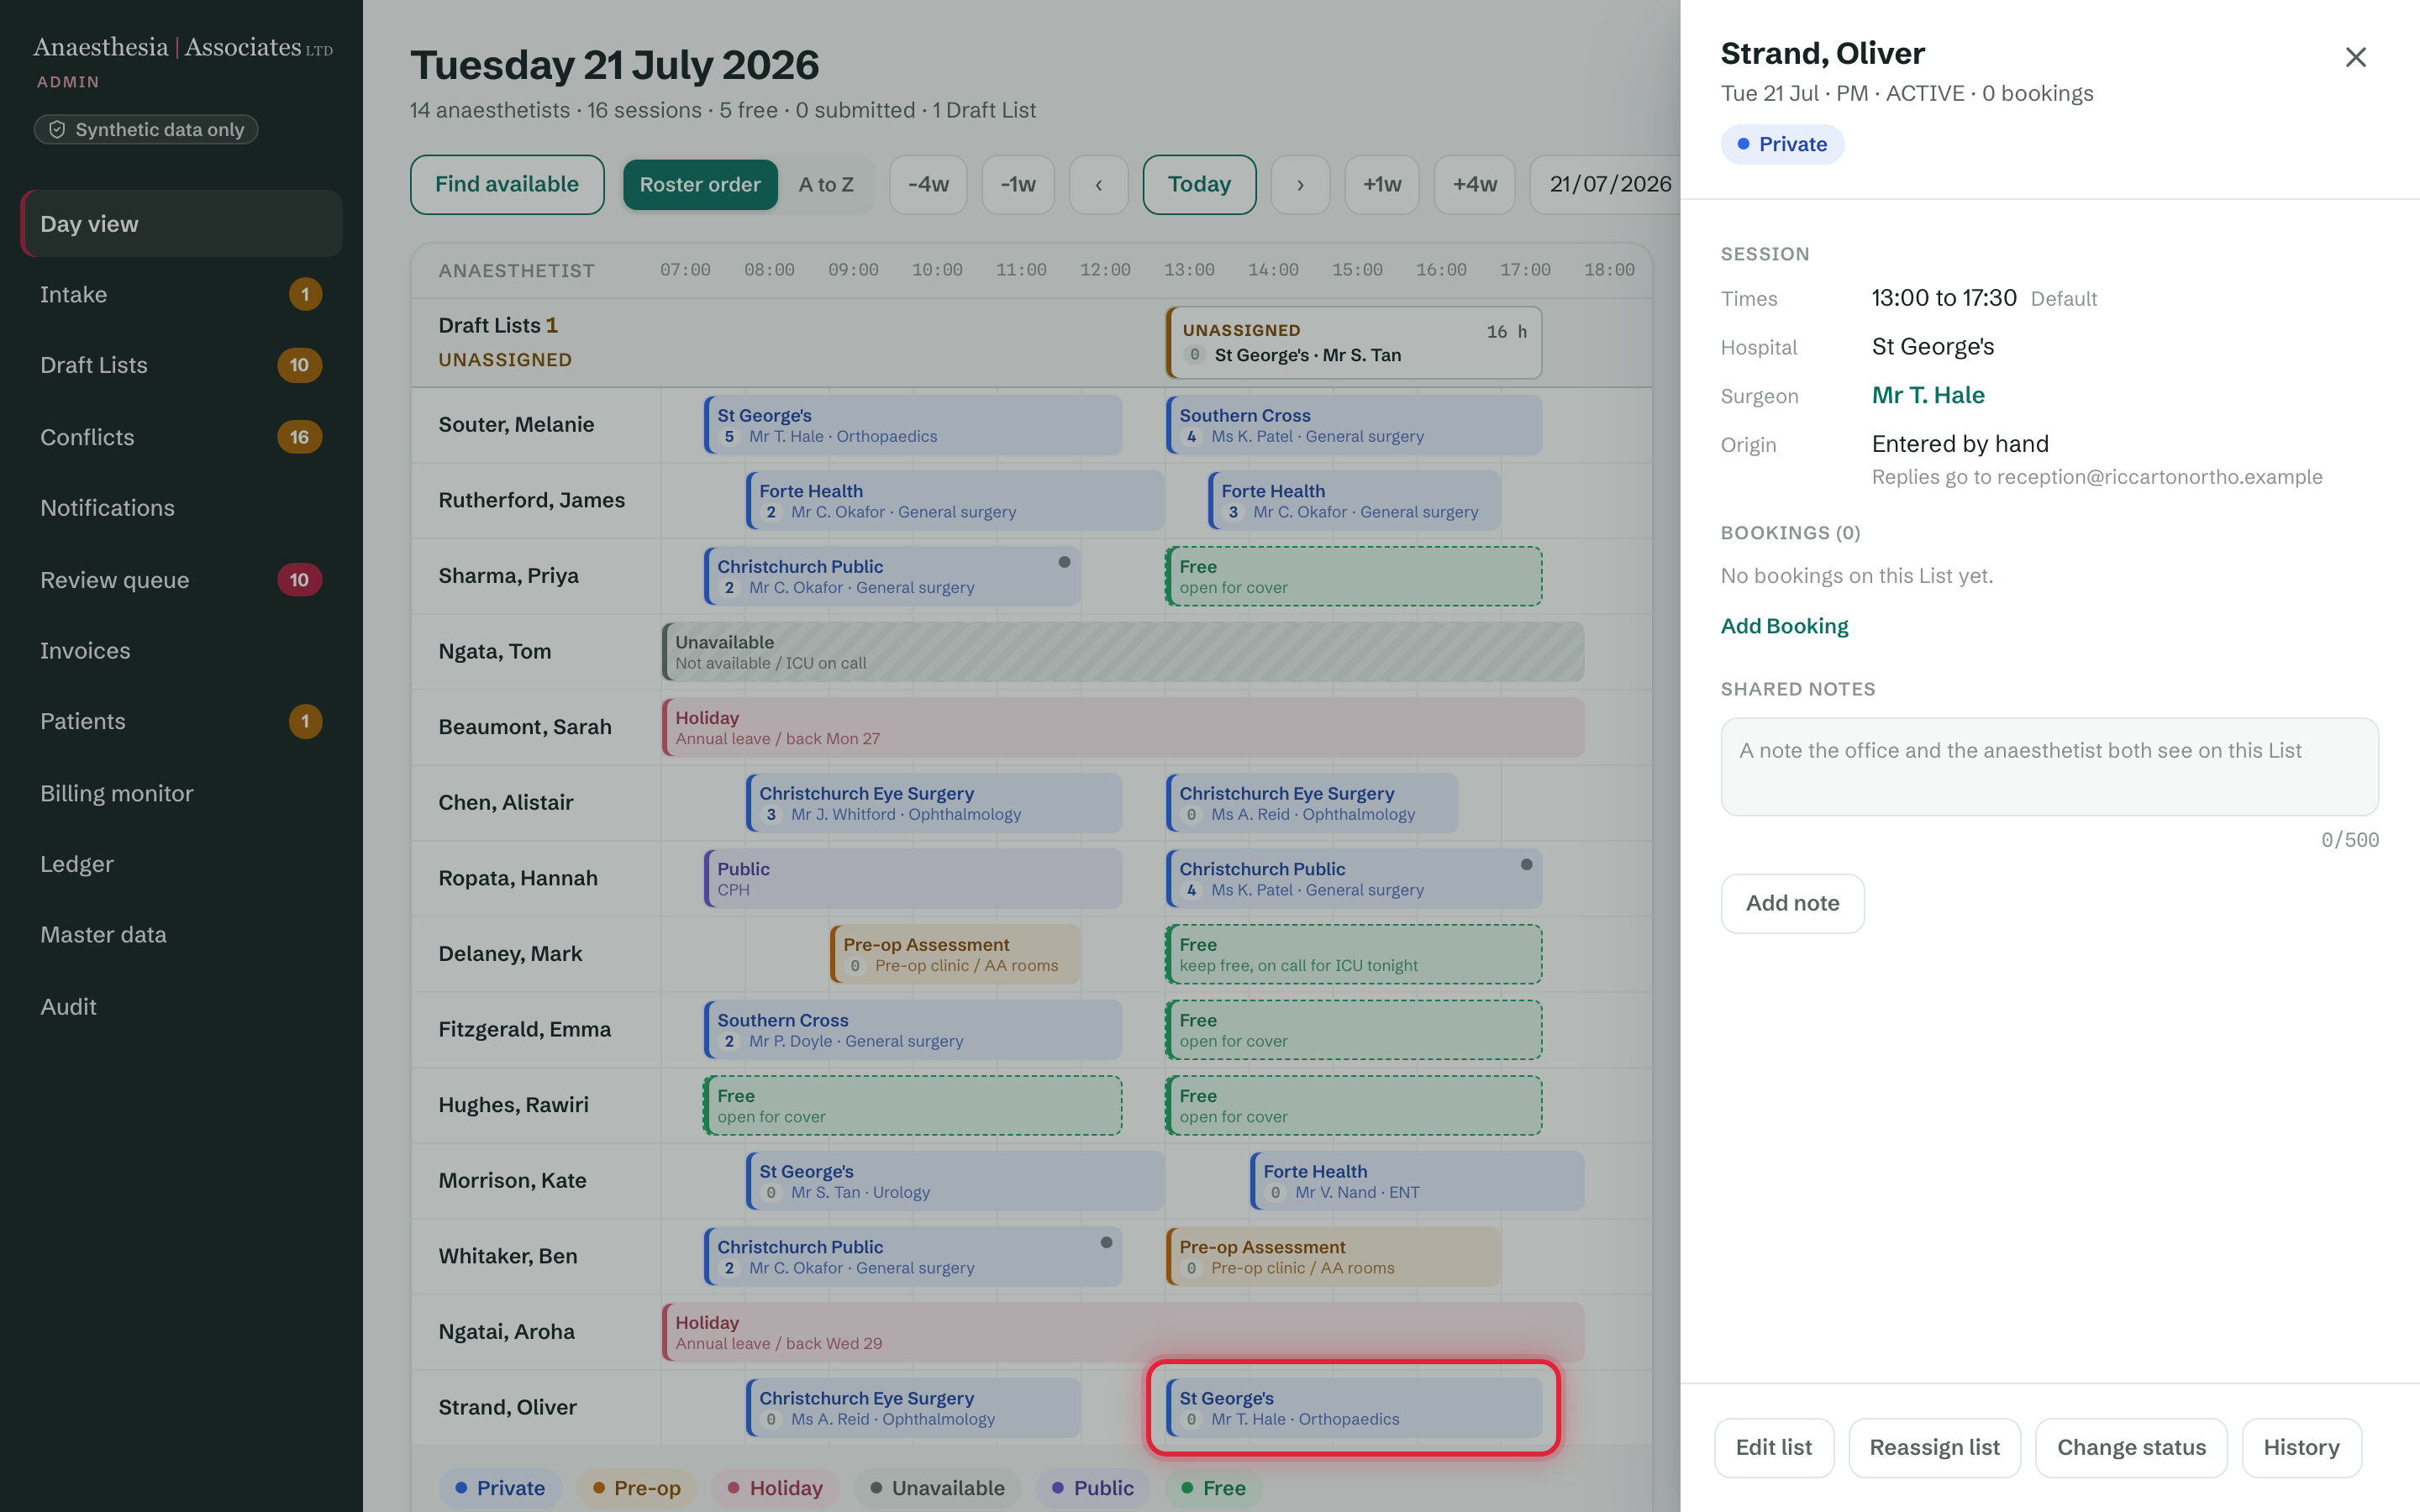 Anaesthesia | Associates LTD
ADMIN
Synthetic data only
Day view
Intake 1
Draft Lists 10
Conflicts 16
Notifications
Review queue 10
Invoices
Patients 1
Billing monitor
Ledger
Master data
Audit
Tuesday 21 July 2026
14 anaesthetists · 16 sessions · 5 free · 0 submitted · 1 Draft List
Find available Roster order A to Z -4w -1w ‹ Today › +1w +4w 21/07/2026
ANAESTHETIST 07:00 08:00 09:00 10:00 11:00 12:00 13:00 14:00 15:00 16:00 17:00 18:00
Draft Lists 1
UNASSIGNED
UNASSIGNED 16 h
0 St George's · Mr S. Tan
Souter, Melanie
St George's
5 Mr T. Hale · Orthopaedics
Southern Cross
4 Ms K. Patel · General surgery
Rutherford, James
Forte Health
2 Mr C. Okafor · General surgery
Forte Health
3 Mr C. Okafor · General surgery
Sharma, Priya
Christchurch Public
2 Mr C. Okafor · General surgery
Free
open for cover
Ngata, Tom
Unavailable
Not available / ICU on call
Beaumont, Sarah
Holiday
Annual leave / back Mon 27
Chen, Alistair
Christchurch Eye Surgery
3 Mr J. Whitford · Ophthalmology
Christchurch Eye Surgery
0 Ms A. Reid · Ophthalmology
Ropata, Hannah
Public
CPH
Christchurch Public
4 Ms K. Patel · General surgery
Delaney, Mark
Pre-op Assessment
0 Pre-op clinic / AA rooms
Free
keep free, on call for ICU tonight
Fitzgerald, Emma
Southern Cross
2 Mr P. Doyle · General surgery
Free
open for cover
Hughes, Rawiri
Free
open for cover
Free
open for cover
Morrison, Kate
St George's
0 Mr S. Tan · Urology
Forte Health
0 Mr V. Nand · ENT
Whitaker, Ben
Christchurch Public
2 Mr C. Okafor · General surgery
Pre-op Assessment
0 Pre-op clinic / AA rooms
Ngatai, Aroha
Holiday
Annual leave / back Wed 29
Strand, Oliver
Christchurch Eye Surgery
0 Ms A. Reid · Ophthalmology
St George's
0 Mr T. Hale · Orthopaedics
Private Pre-op Holiday Unavailable Public Free
Strand, Oliver
Tue 21 Jul · PM · ACTIVE · 0 bookings
Private
SESSION
Times 13:00 to 17:30 Default
Hospital St George's
Surgeon Mr T. Hale
Origin Entered by hand
Replies go to reception@riccartonortho.example
BOOKINGS (0)
No bookings on this List yet.
Add Booking
SHARED NOTES
A note the office and the anaesthetist both see on this List
0/500
Add note
Edit list Reassign list Change status History